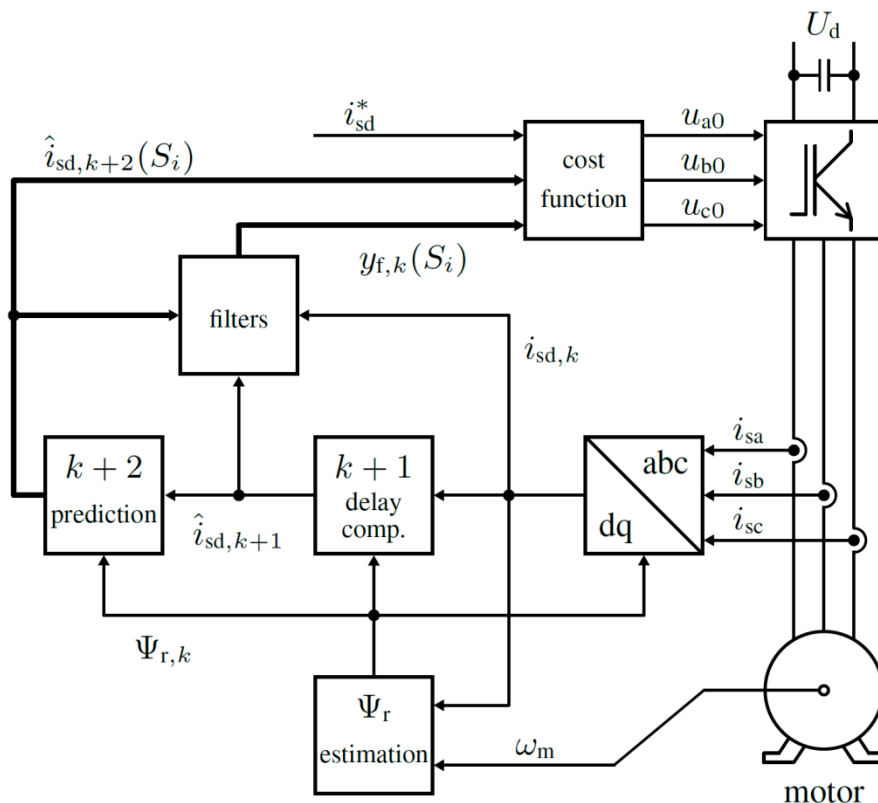 U_d
i*_sd
u_a0
î_sd,k+2(S_i)
cost
function
u_b0
u_c0
y_f,k(S_i)
filters
i_sd,k
i_sa
k + 2
prediction
k + 1
delay
comp.
abc
dq
i_sb
î_sd,k+1
i_sc
Ψ_r,k
Ψ_r
estimation
ω_m
motor